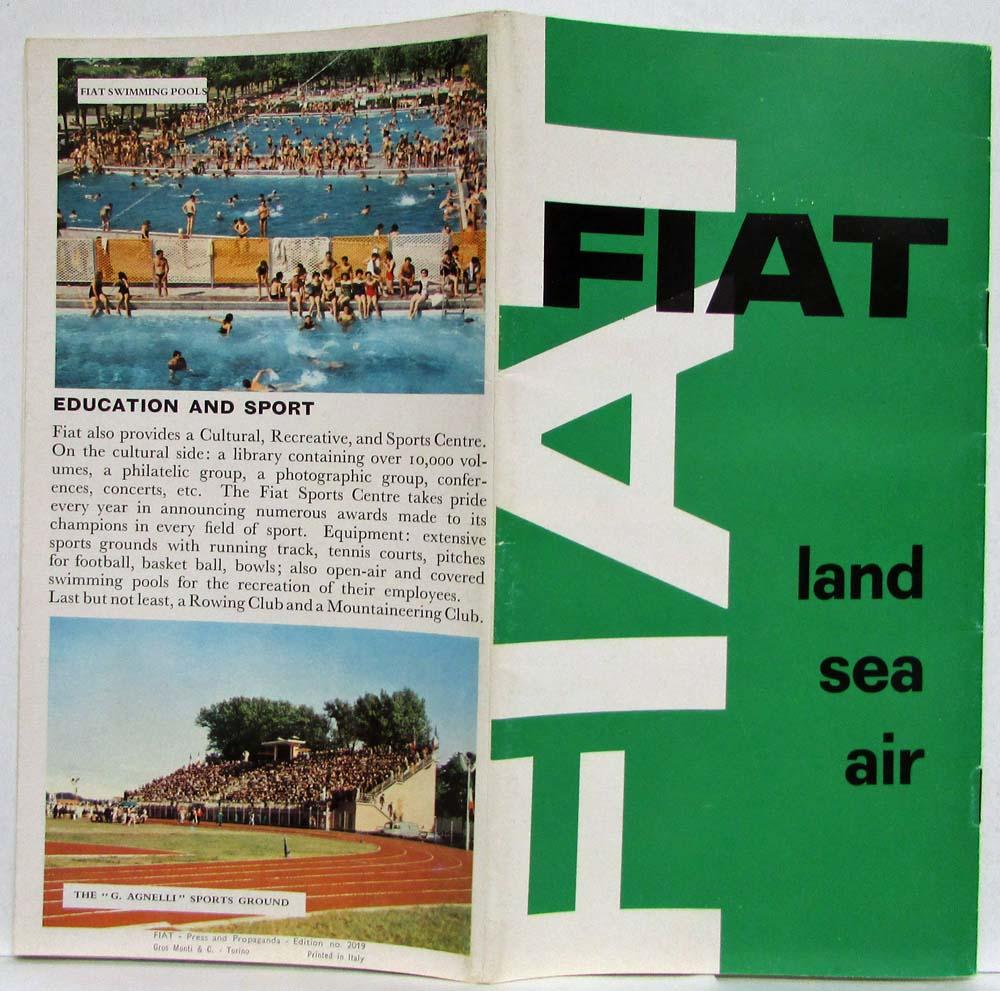 FIAT SWIMMING POOLS
EDUCATION AND SPORT
Fiat also provides a Cultural, Recreative, and Sports Centre.
On the cultural side: a library containing over 10,000 vol-
umes, a philatelic group, a photographic group, confer-
ences, concerts, etc. The Fiat Sports Centre takes pride
every year in announcing numerous awards made to its
champions in every field of sport. Equipment: extensive
sports grounds with running track, tennis courts, pitches
for football, basket ball, bowls; also open-air and covered
swimming pools for the recreation of their employees.
Last but not least, a Rowing Club and a Mountaineering Club.
THE "G. AGNELLI" SPORTS GROUND
FIAT - Press and Propaganda - Edition no. 2019
Gros Monti & C. - Torino Printed in Italy
FIAT
FIAT
land
sea
air